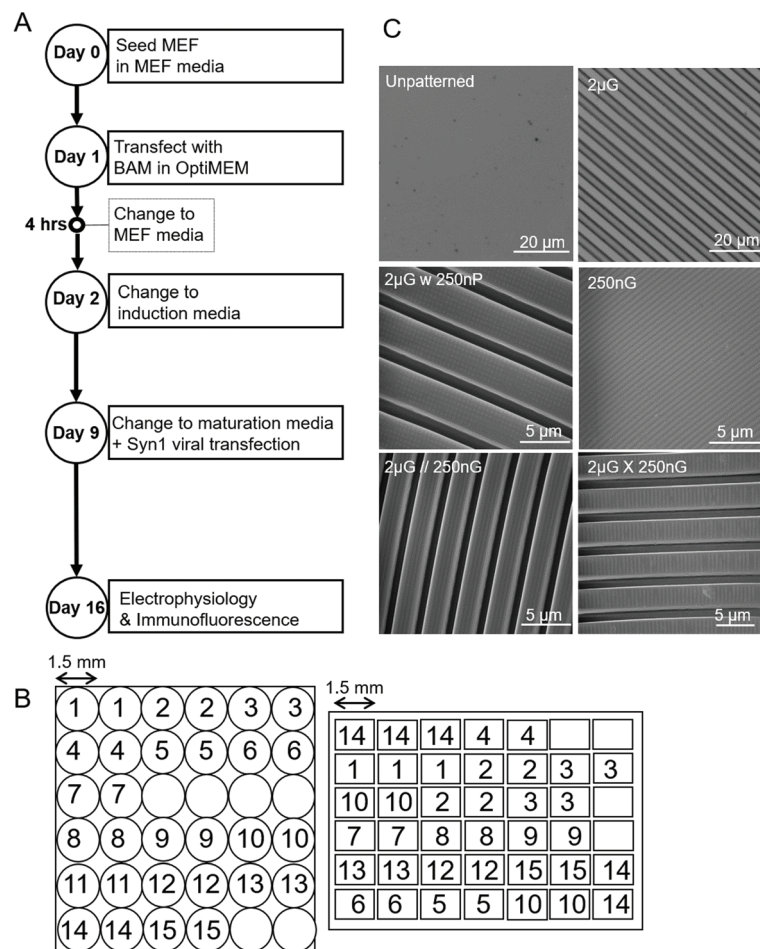 A
Day 0
Seed MEF
in MEF media
Day 1
Transfect with
BAM in OptiMEM
4 hrs
Change to
MEF media
Day 2
Change to
induction media
Day 9
Change to maturation media
+ Syn1 viral transfection
Day 16
Electrophysiology
& Immunofluorescence
C
Unpatterned
20 µm
2µG
20 µm
2µG w 250nP
5 µm
250nG
5 µm
2µG // 250nG
5 µm
2µG X 250nG
5 µm
B
1.5 mm
1 1 2 2 3 3
4 4 5 5 6 6
7 7
8 8 9 9 10 10
11 11 12 12 13 13
14 14 15 15
1.5 mm
14 14 14 4 4
1 1 1 2 2 3 3
10 10 2 2 3 3
7 7 8 8 9 9
13 13 12 12 15 15 14
6 6 5 5 10 10 14